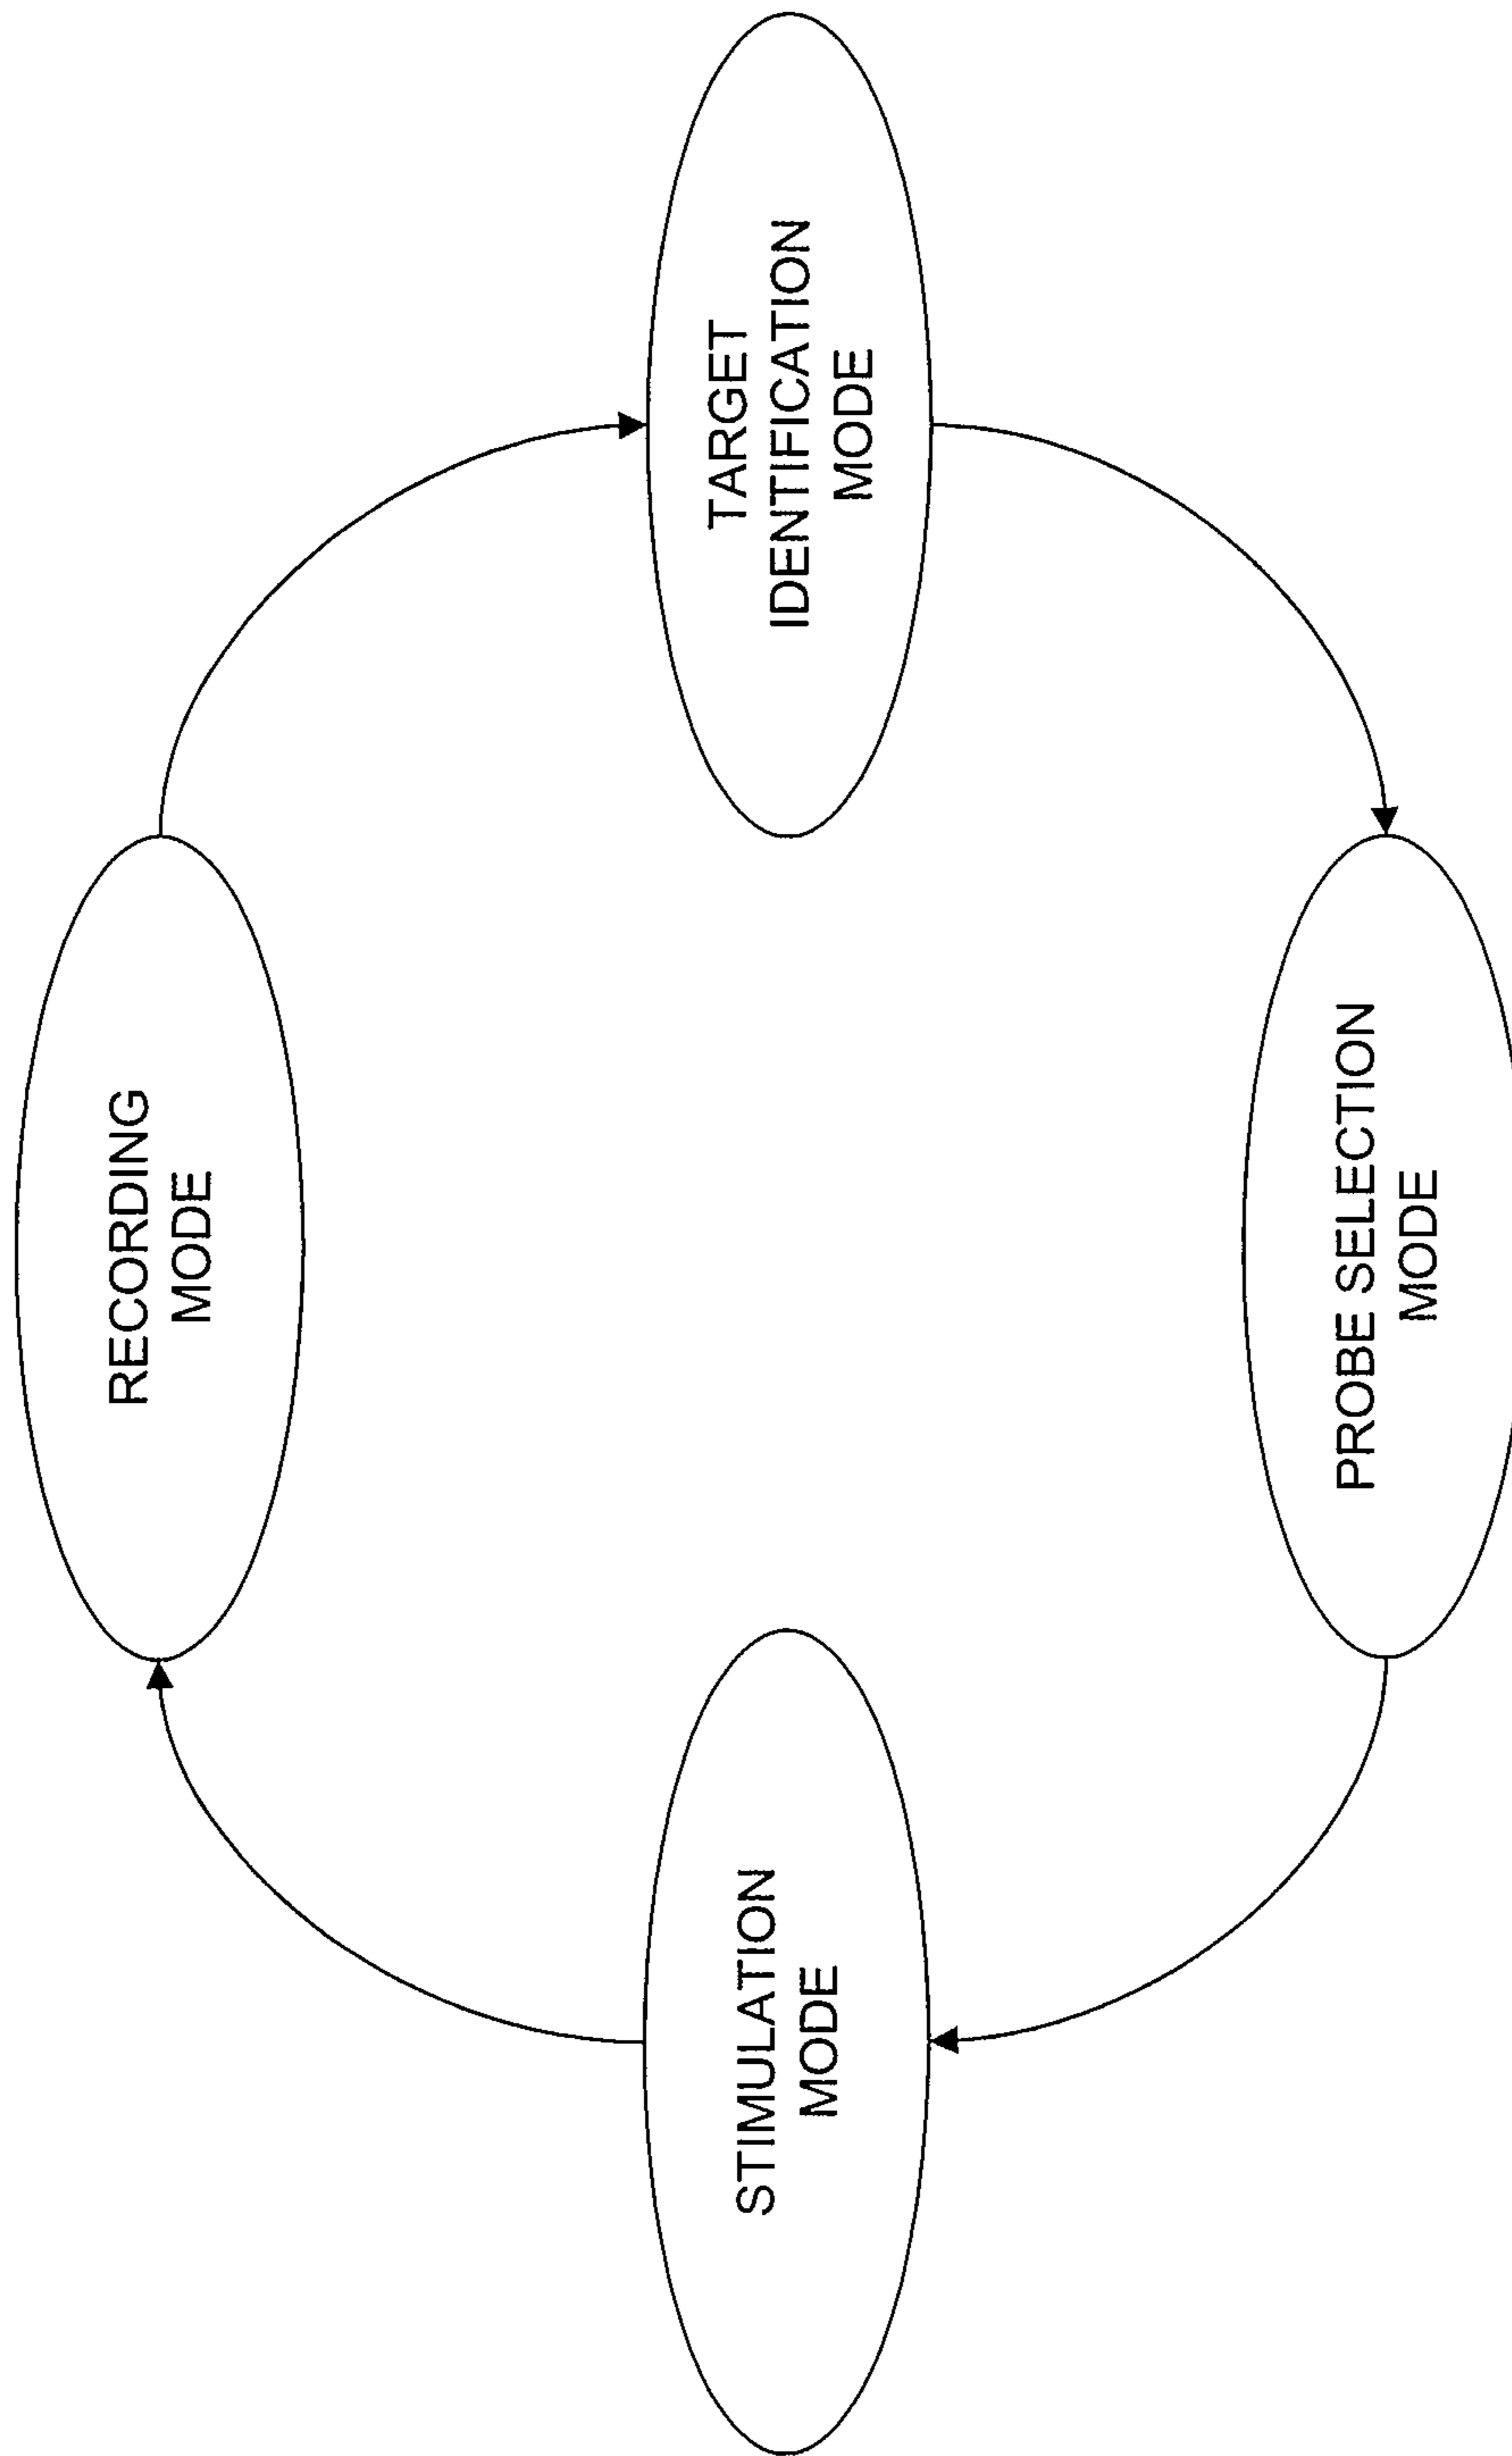 RECORDING
MODE
TARGET
IDENTIFICATION
MODE
PROBE SELECTION
MODE
STIMULATION
MODE